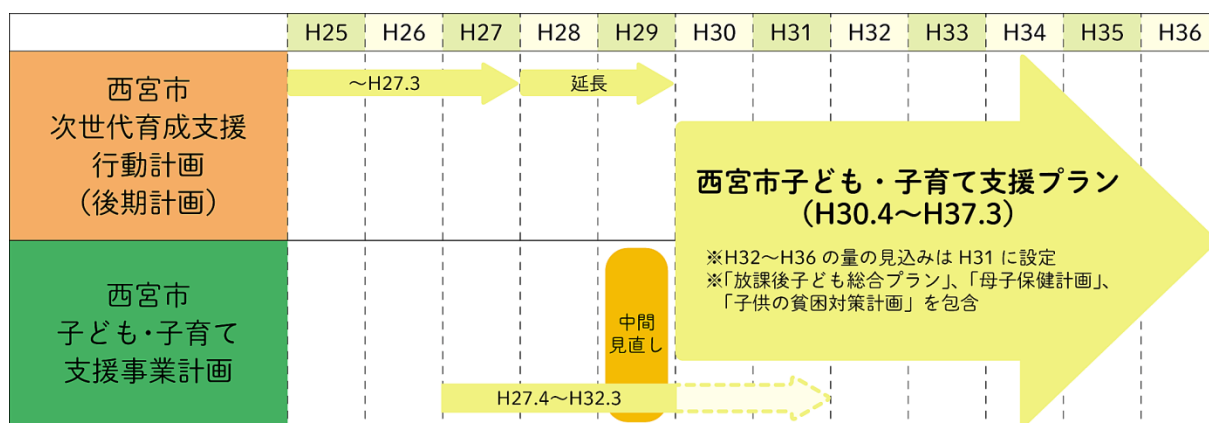 H25 H26 H27 H28 H29 H30 H31 H32 H33 H34 H35 H36
西宮市
次世代育成支援
行動計画
（後期計画）
～H27.3
延長
西宮市子ども・子育て支援プラン
（H30.4～H37.3）
※H32～H36 の量の見込みは H31 に設定
※「放課後子ども総合プラン」、「母子保健計画」、
「子供の貧困対策計画」を包含
西宮市
子ども・子育て
支援事業計画
中間
見直し
H27.4～H32.3